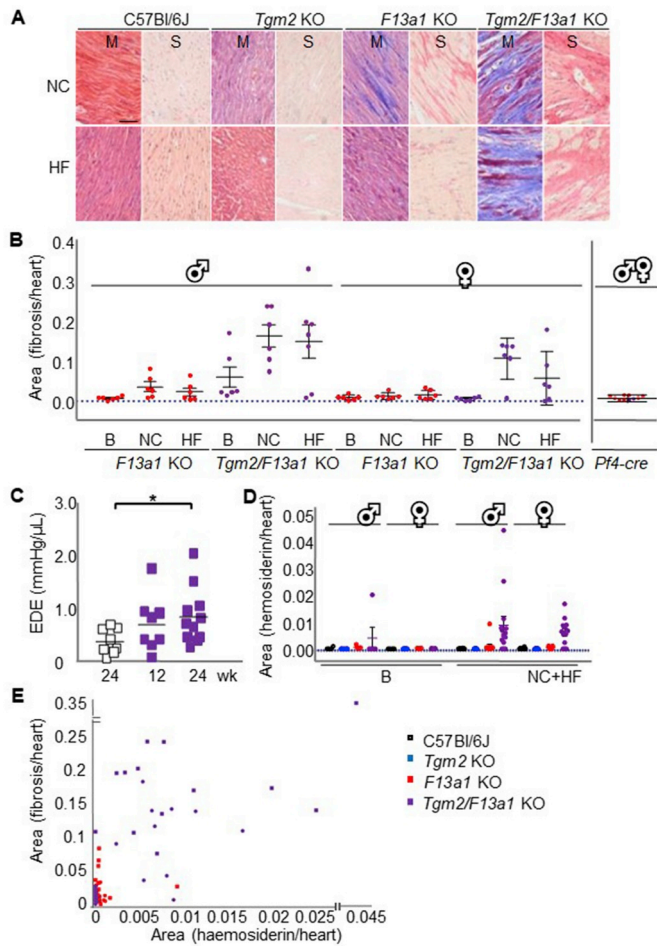 A
C57Bl/6J Tgm2 KO F13a1 KO Tgm2/F13a1 KO
M S M S M S M S
NC
HF
B
Area (fibrosis/heart)
0.4
0.3
0.2
0.1
0.0
B NC HF B NC HF B NC HF B NC HF
F13a1 KO Tgm2/F13a1 KO F13a1 KO Tgm2/F13a1 KO Pf4-cre
C
EDE (mmHg/µL)
3.0
2.0
1.0
0
*
24 12 24 wk
D
Area (hemosiderin/heart)
0.05
0.04
0.03
0.02
0.01
0.00
B NC+HF
E
Area (fibrosis/heart)
0.35
0.25
0.2
0.15
0.1
0.05
0
0 0.005 0.01 0.015 0.02 0.025 0.045
Area (haemosiderin/heart)
C57Bl/6J
Tgm2 KO
F13a1 KO
Tgm2/F13a1 KO